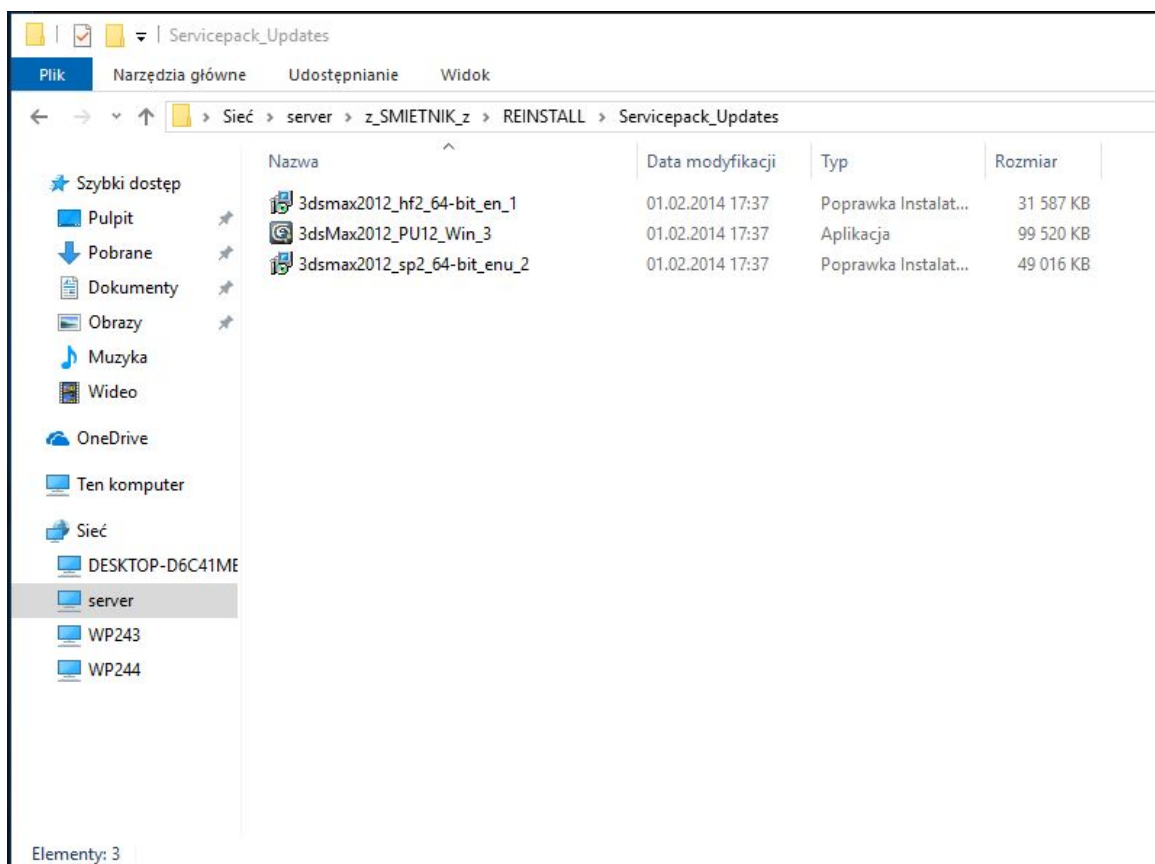 Servicepack_Updates
Plik Narzędzia główne Udostępnianie Widok
Sieć > server > z_SMIETNIK_z > REINSTALL > Servicepack_Updates
Nazwa Data modyfikacji Typ Rozmiar
3dsmax2012_hf2_64-bit_en_1 01.02.2014 17:37 Poprawka Instalat... 31 587 KB
3dsMax2012_PU12_Win_3 01.02.2014 17:37 Aplikacja 99 520 KB
3dsmax2012_sp2_64-bit_enu_2 01.02.2014 17:37 Poprawka Instalat... 49 016 KB
Szybki dostęp
Pulpit
Pobrane
Dokumenty
Obrazy
Muzyka
Wideo
OneDrive
Ten komputer
Sieć
DESKTOP-D6C41ME
server
WP243
WP244
Elementy: 3